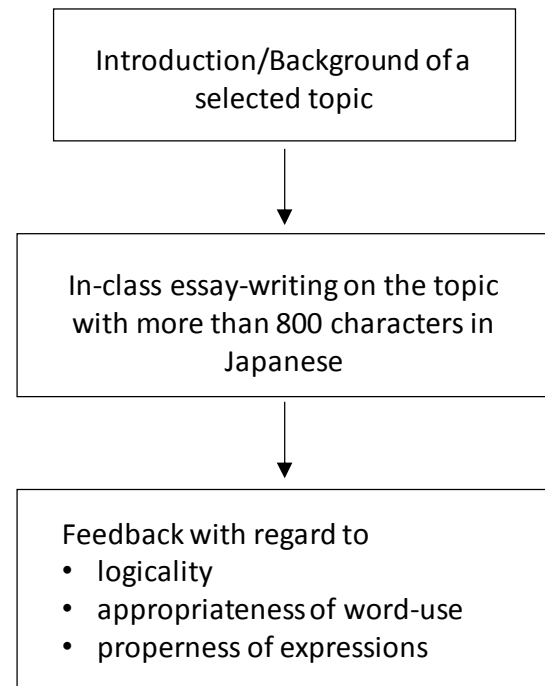 Introduction/Background of a
selected topic
In-class essay-writing on the topic
with more than 800 characters in
Japanese
Feedback with regard to
• logicality
• appropriateness of word-use
• properness of expressions